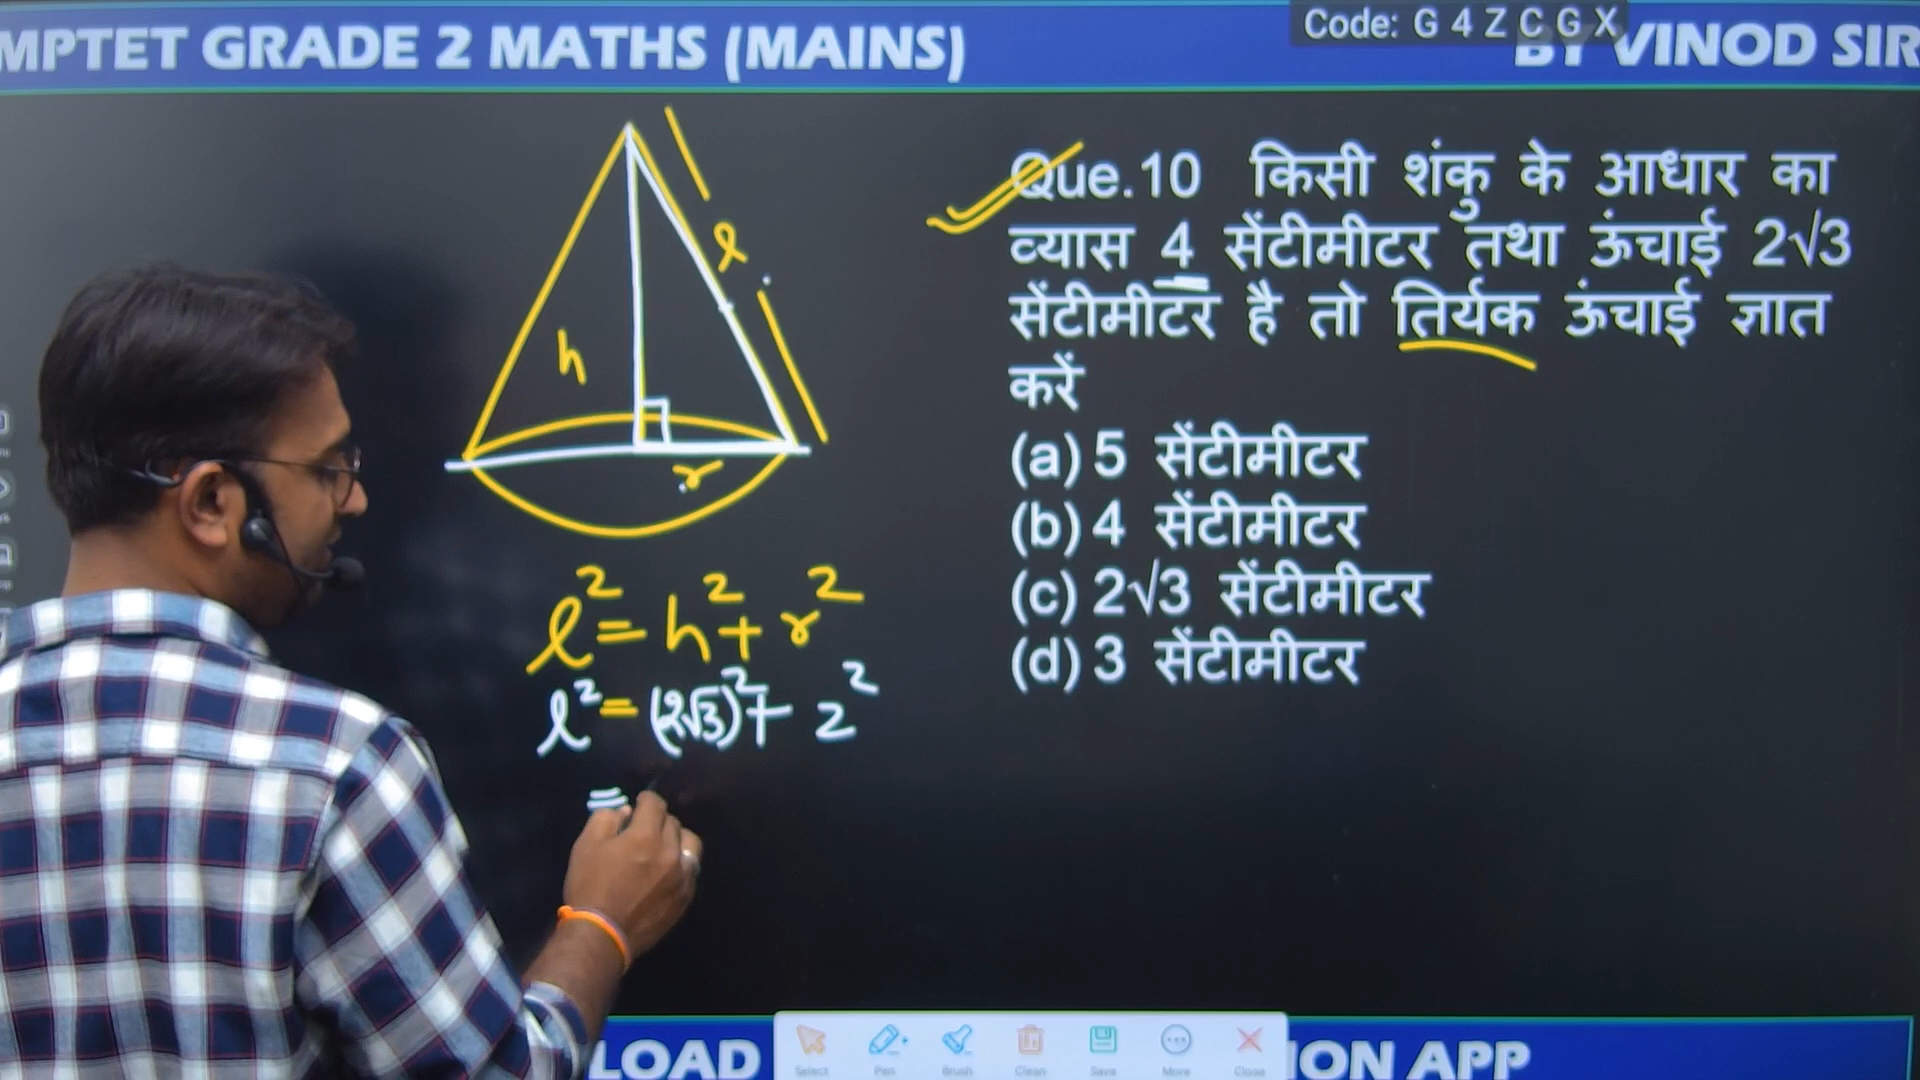 MPTET GRADE 2 MATHS (MAINS)
Code: G 4 Z C G X
BY VINOD SIR
Que.10 किसी शंकु के आधार का
व्यास 4 सेंटीमीटर तथा ऊंचाई 2√3
सेंटीमीटर है तो तिर्यक ऊंचाई ज्ञात
करें
(a) 5 सेंटीमीटर
(b) 4 सेंटीमीटर
(c) 2√3 सेंटीमीटर
(d) 3 सेंटीमीटर
l
h
r
l² = h² + r²
l² = (2√3)² + 2²
=
LOAD
ION APP
Select Pen Brush Clean Save More Close